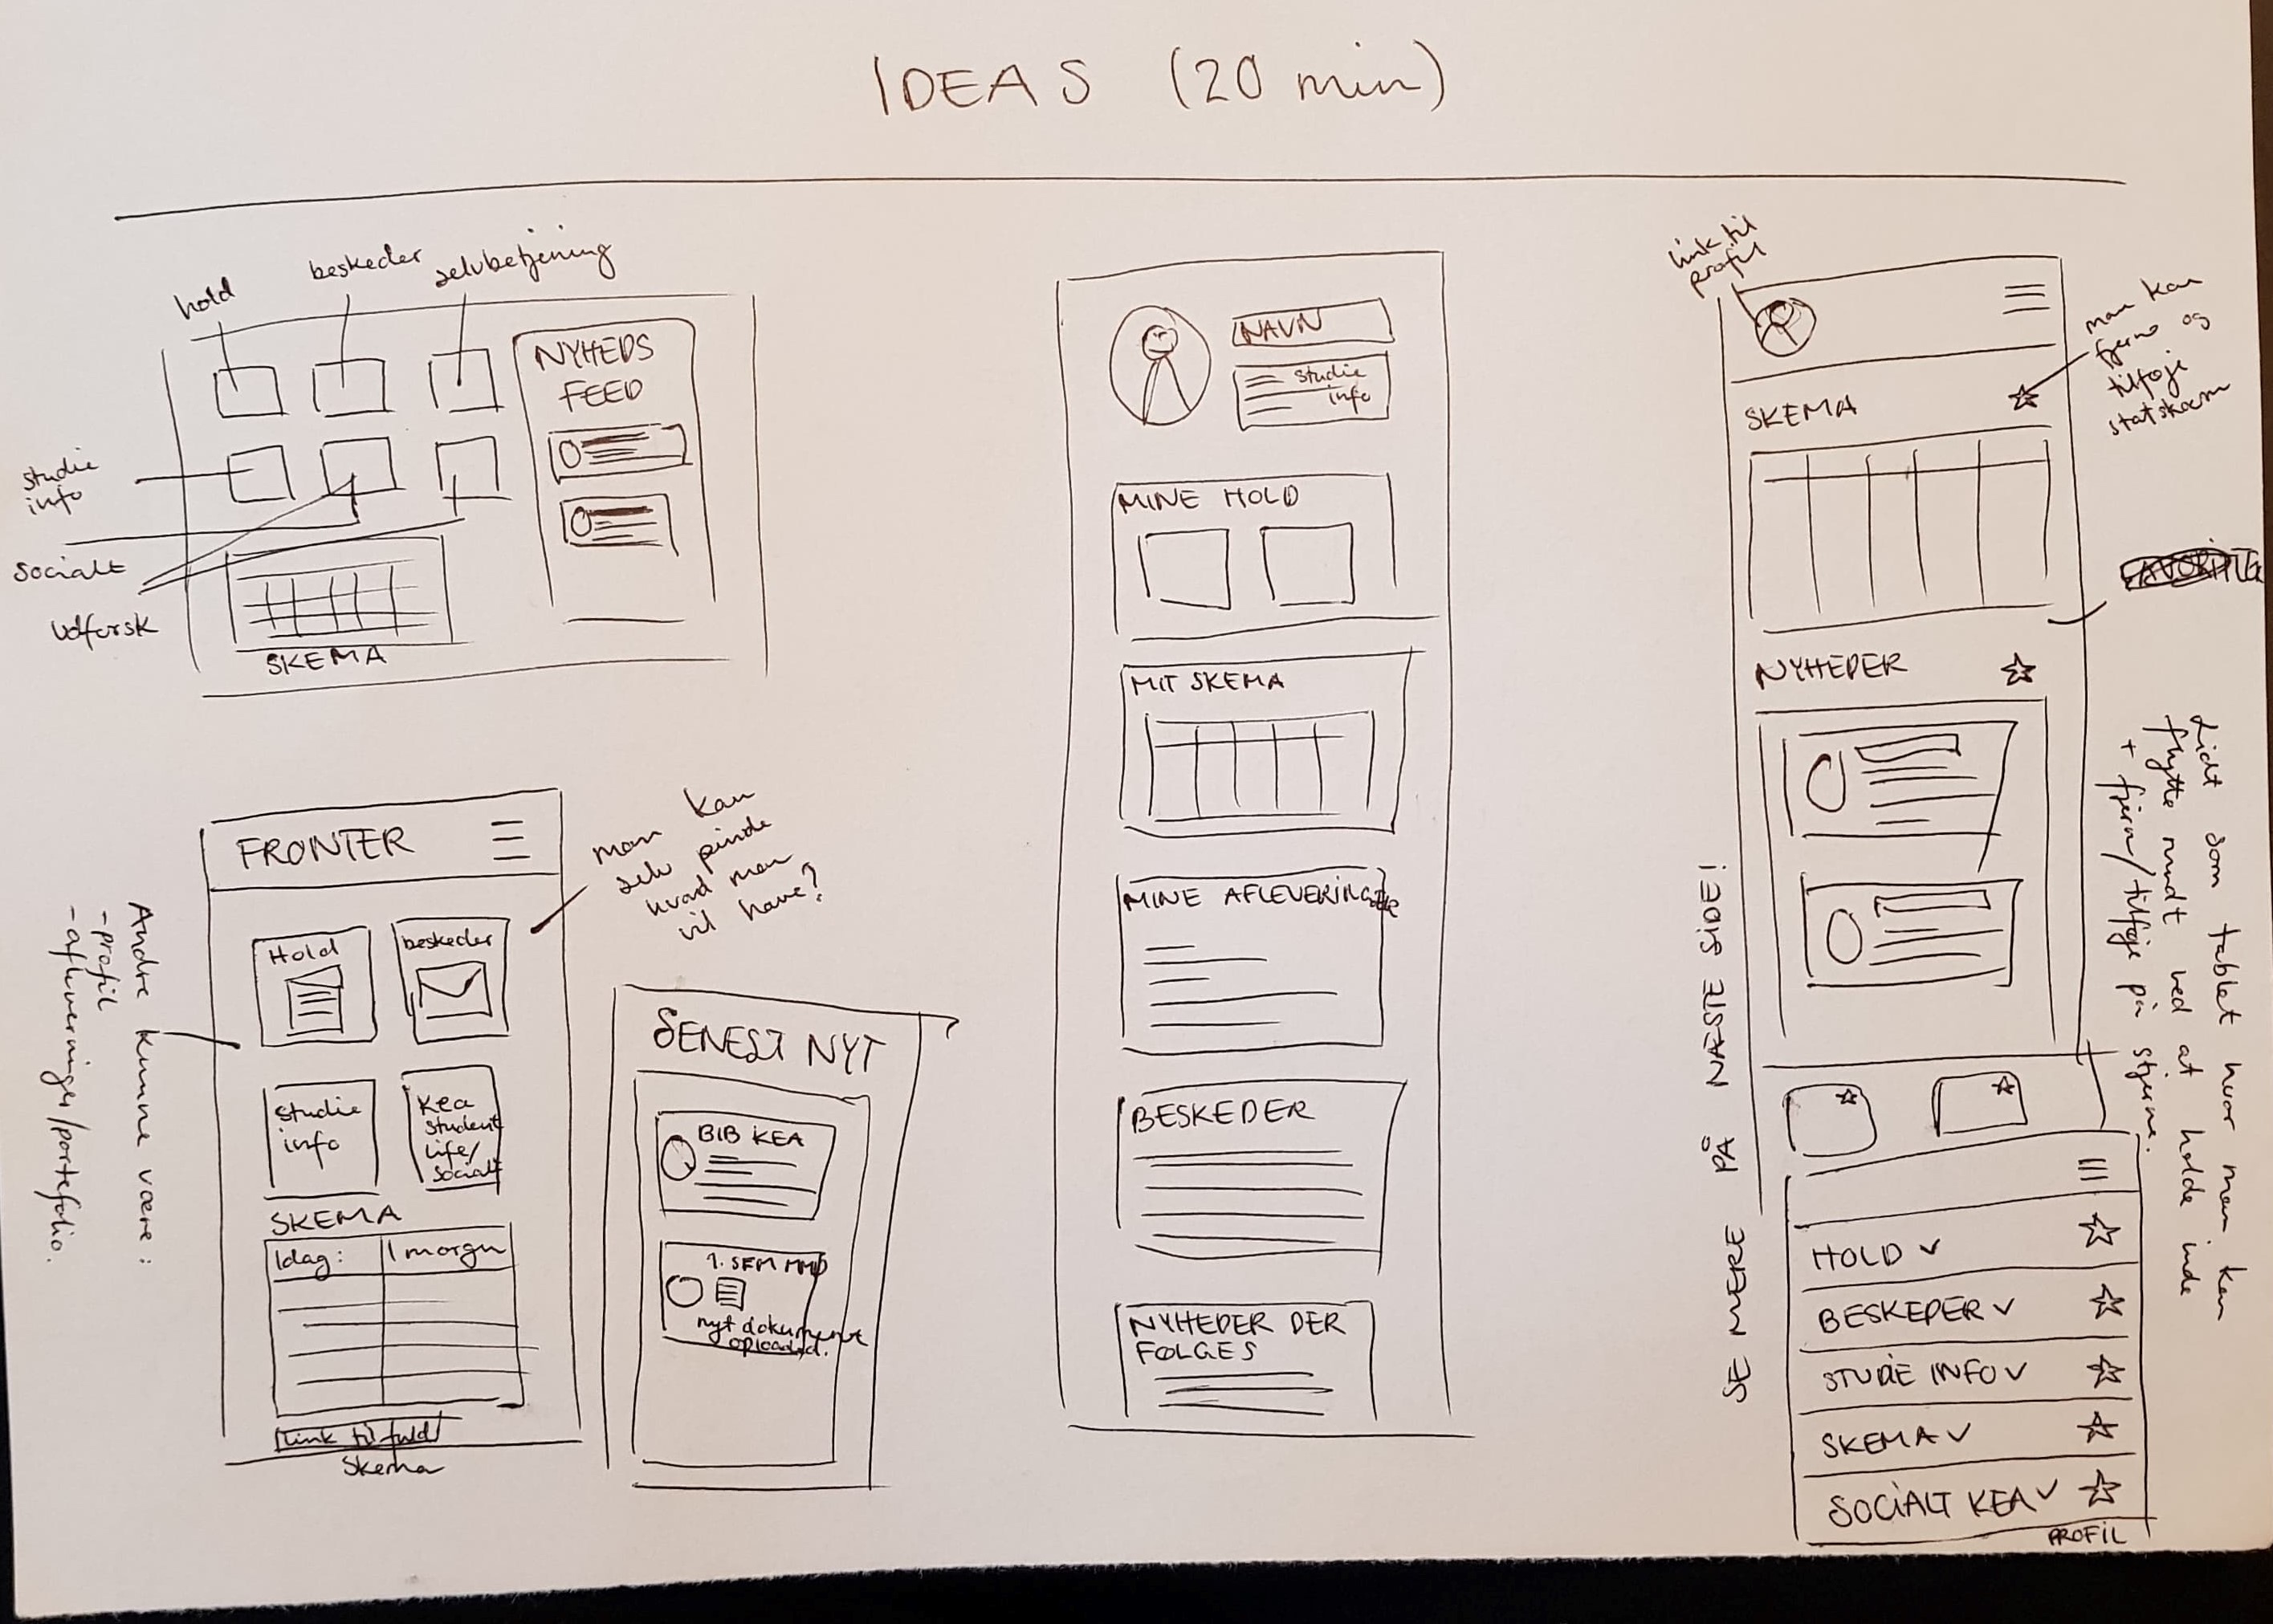 IDEAS (20 min)
hold
beskeder
selvbetjening
NYHEDS
FEED
studie
info
socialt
Udforsk
SKEMA
FRONTER
Hold
beskeder
studie
info
Kea
student
life/
socialt
SKEMA
Idag:
I morgn
Link til fuld
Skema
man kan
selv pinde
hvad man
vil have?
Andre kunne være:
- profil
- afleveringer/portefolio.
SENEST NYT
BIB KEA
1. SEM MMD
nyt dokument
uploaded.
NAVN
studie
info
MINE HOLD
MIT SKEMA
MINE AFLEVERINGER
BESKEDER
NYHEDER DER
FØLGES
link til
profil
man kan
fjerne og
tilføje
SKEMA
NYHEDER
SE MERE PÅ NÆSTE SIDE!
Lidt som tablet hvor man kan
flytte rundt ved at holde inde
+ fjern/tilføje på stjerne.
HOLD
BESKEDER
STUDIE INFO
SKEMA
SOCIALT KEA
PROFIL